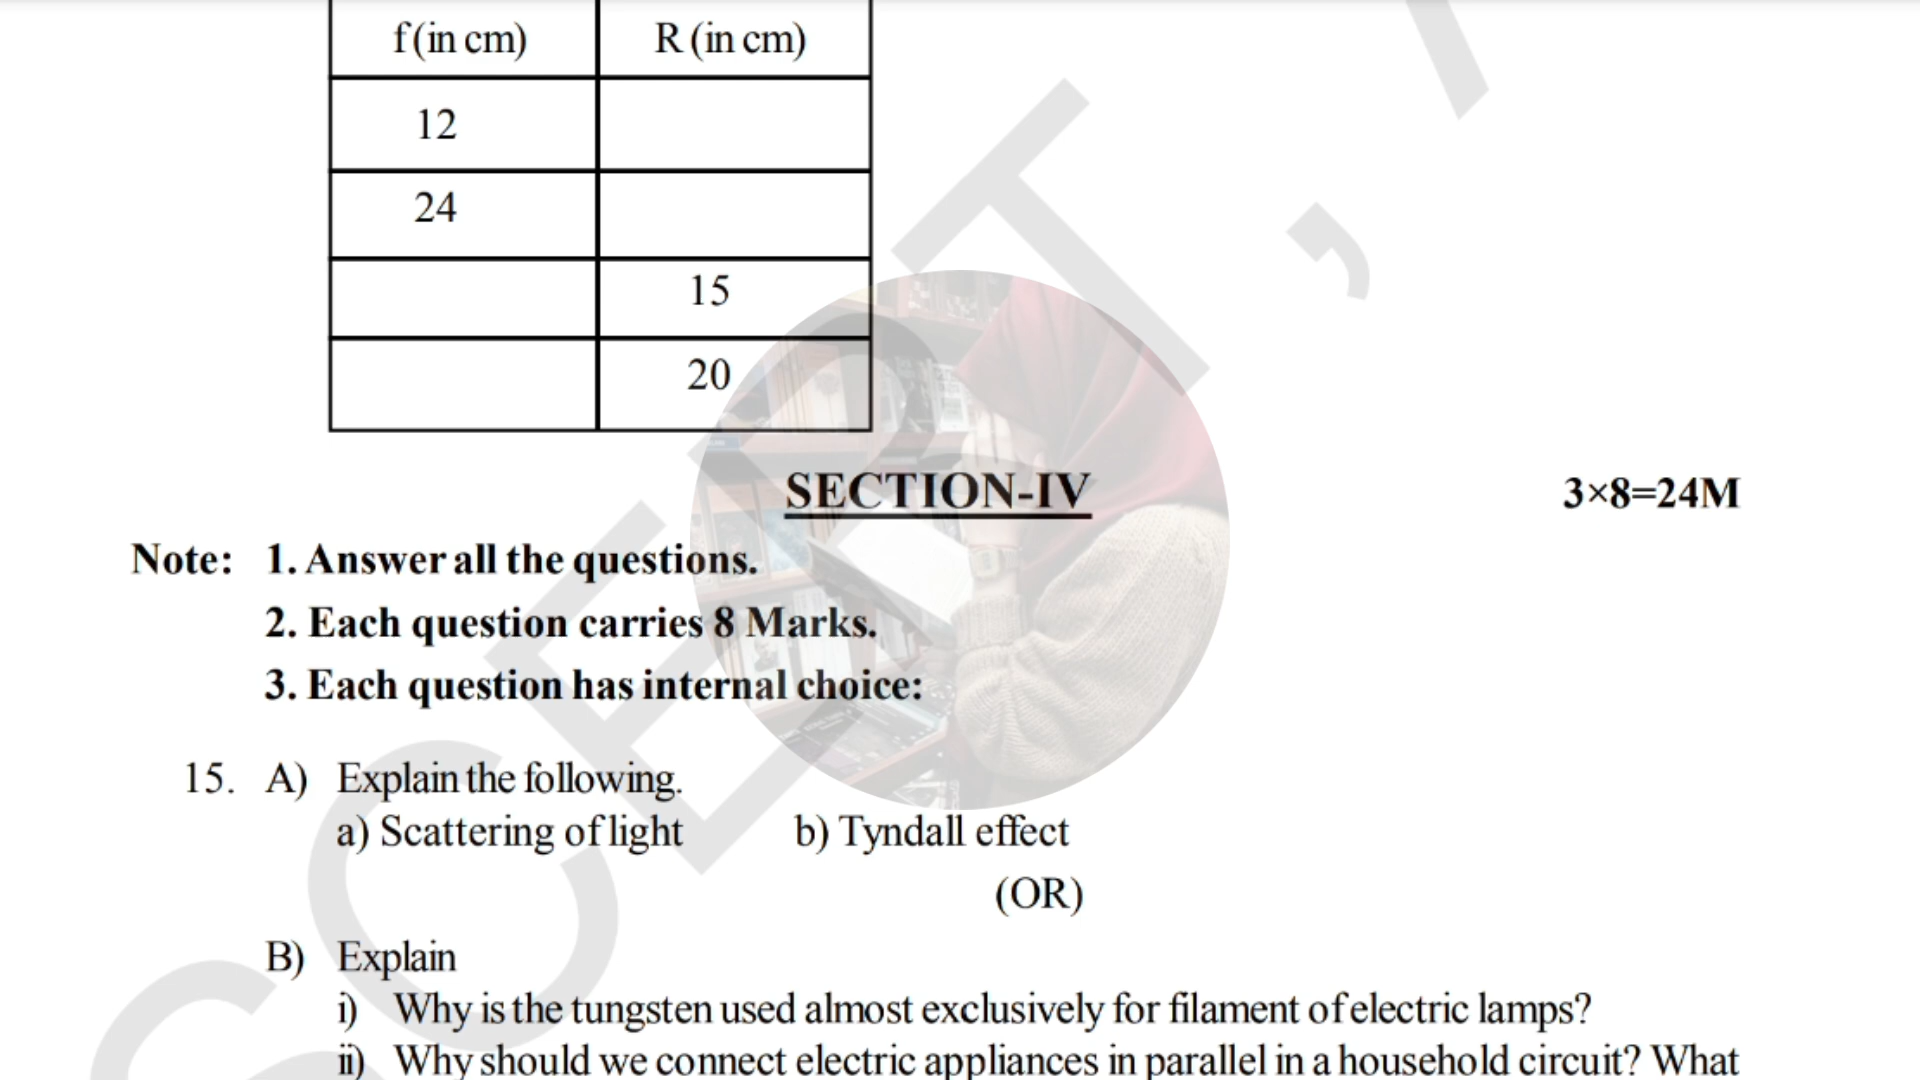 f(in cm) R (in cm)
12
24
15
20
SECTION-IV 3×8=24M
Note: 1. Answer all the questions.
2. Each question carries 8 Marks.
3. Each question has internal choice:
15. A) Explain the following.
a) Scattering of light b) Tyndall effect
(OR)
B) Explain
i) Why is the tungsten used almost exclusively for filament of electric lamps?
ii) Why should we connect electric appliances in parallel in a household circuit? What